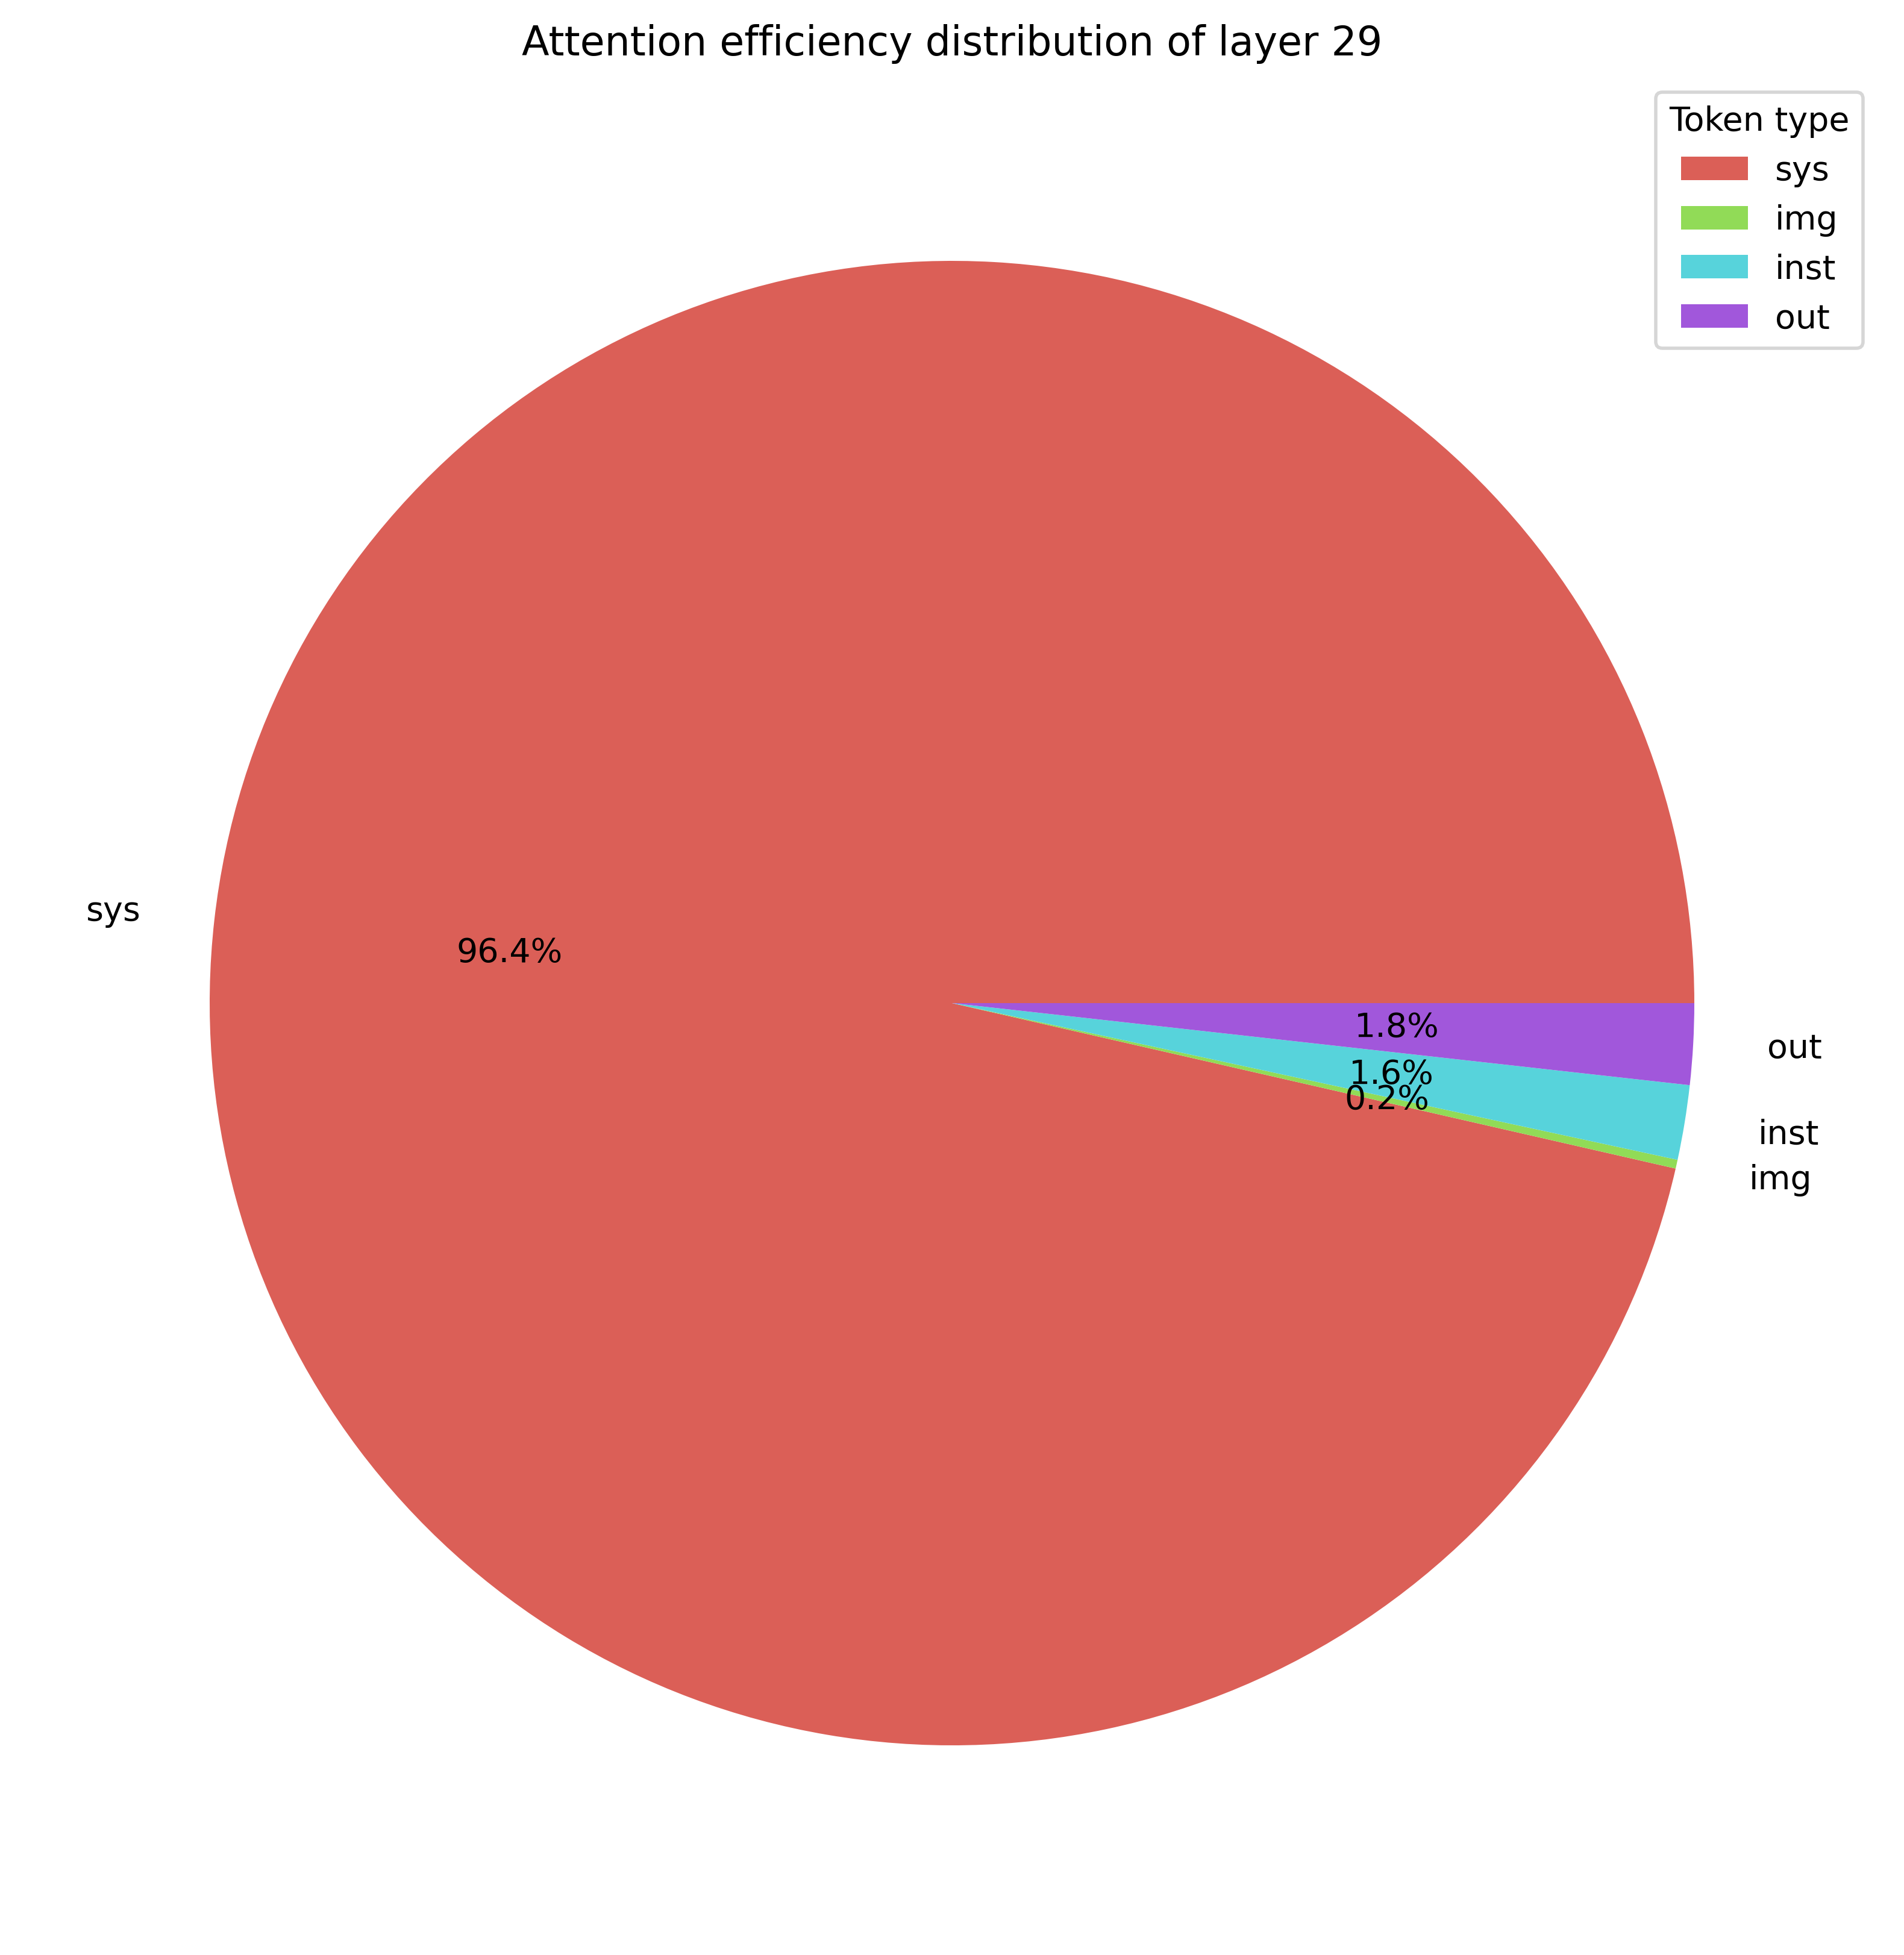 Attention efficiency distribution of layer 29
Token type
sys
img
inst
out
sys
96.4%
1.8%
out
1.6%
0.2%
inst
img